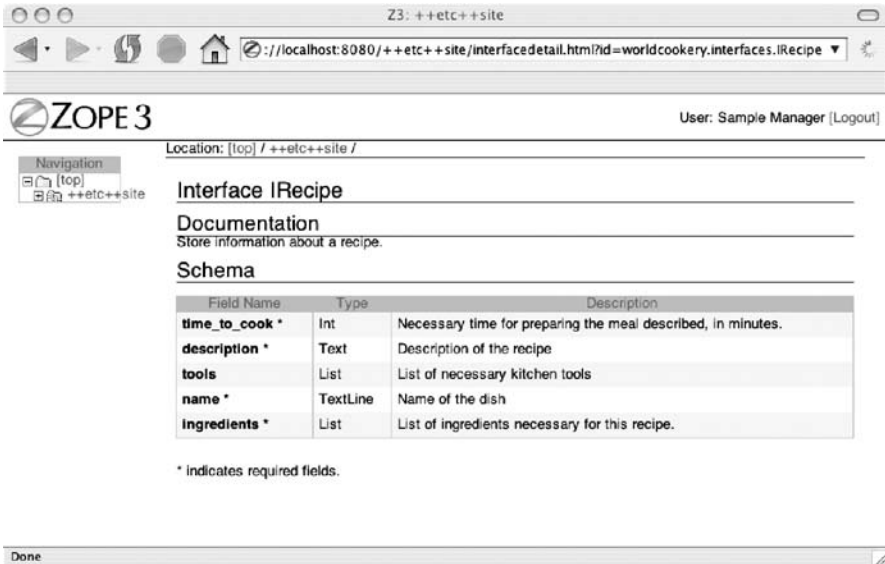 Z3: ++etc++site
://localhost:8080/++etc++site/interfacedetail.html?id=worldcookery.interfaces.IRecipe
ZOPE 3
User: Sample Manager [Logout]
Location: [top] / ++etc++site /
Navigation
[top]
++etc++site
Interface IRecipe
Documentation
Store information about a recipe.
Schema
Field Name Type Description
time_to_cook * Int Necessary time for preparing the meal described, in minutes.
description * Text Description of the recipe
tools List List of necessary kitchen tools
name * TextLine Name of the dish
ingredients * List List of ingredients necessary for this recipe.
* indicates required fields.
Done